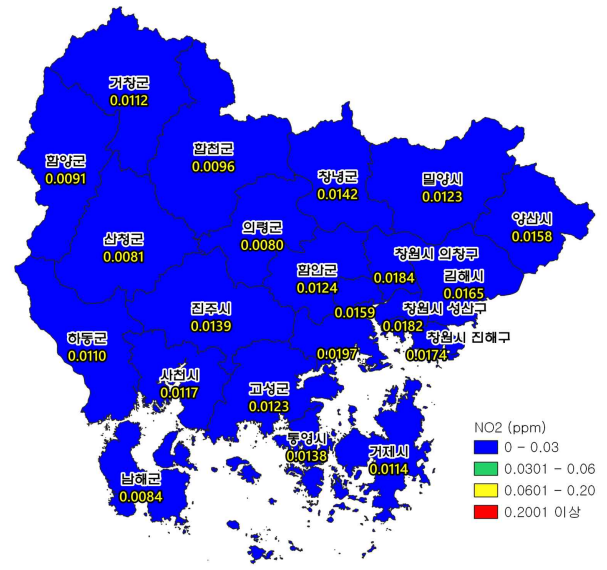 거창군
0.0112
합천군
0.0096
함양군
0.0091
창녕군
0.0142
밀양시
0.0123
양산시
0.0158
산청군
0.0081
의령군
0.0080
함안군
0.0124
창원시 의창구
0.0184
김해시
0.0165
진주시
0.0139
0.0159
창원시 성산구
0.0182
하동군
0.0110
0.0197
창원시 진해구
0.0174
사천시
0.0117
고성군
0.0123
통영시
0.0138
거제시
0.0114
남해군
0.0084
NO2 (ppm)
0 - 0.03
0.0301 - 0.06
0.0601 - 0.20
0.2001 이상